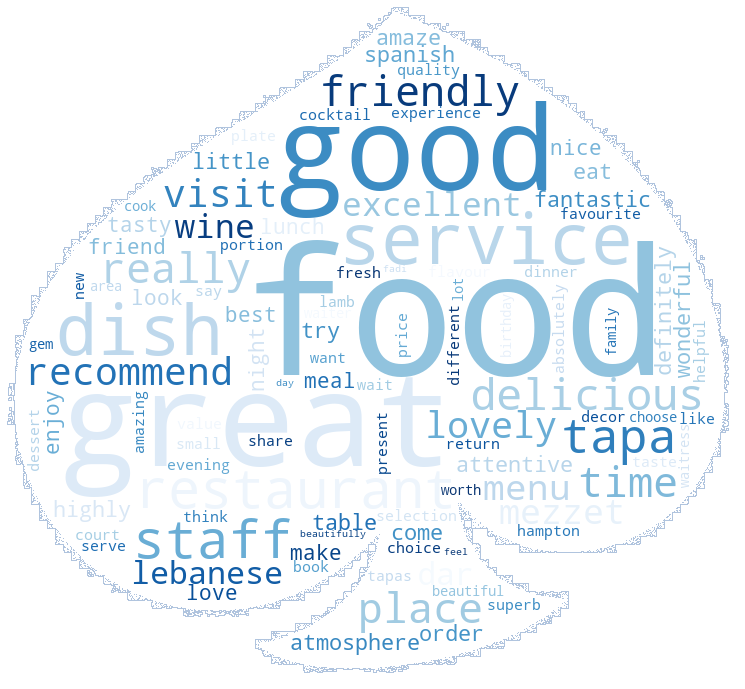 amaze
spanish
quality
friendly
cocktail experience
good
plate
little
nice
eat
visit
fantastic
cook
excellent
favourite
tasty
wine
lunch
service
friend
portion
really
food
fresh
fadi
dinner
definitely
wonderful
new
area
look
say
lamb
lot
dish
best
try
price
different
birthday
absolutely
family
helpful
gem
want
recommend
night
meal
day
wait
delicious
great
enjoy
amazing
value
small
share
present
lovely
decor
choose
like
tapa
return
dessert
evening
attentive
taste
waitress
restaurant
worth
menu
time
highly
mezzet
think
table
selection
court
serve
staff
beautifully
come
hampton
make
choice
feel
lebanese
book
tapas
dar
love
beautiful
place
superb
order
atmosphere